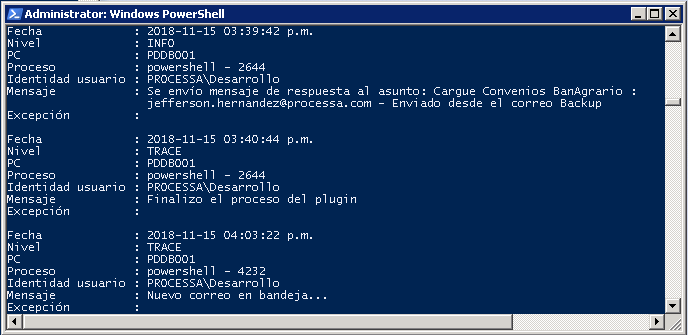 Administrator: Windows PowerShell
Fecha : 2018-11-15 03:39:42 p.m.
Nivel : INFO
PC : PDDB001
Proceso : powershell - 2644
Identidad usuario : PROCESSA\Desarrollo
Mensaje : Se envío mensaje de respuesta al asunto: Cargue Convenios BanAgrario :
jefferson.hernandez@processa.com - Enviado desde el correo Backup
Excepción :
Fecha : 2018-11-15 03:40:44 p.m.
Nivel : TRACE
PC : PDDB001
Proceso : powershell - 2644
Identidad usuario : PROCESSA\Desarrollo
Mensaje : Finalizo el proceso del plugin
Excepción :
Fecha : 2018-11-15 04:03:22 p.m.
Nivel : TRACE
PC : PDDB001
Proceso : powershell - 4232
Identidad usuario : PROCESSA\Desarrollo
Mensaje : Nuevo correo en bandeja...
Excepción :